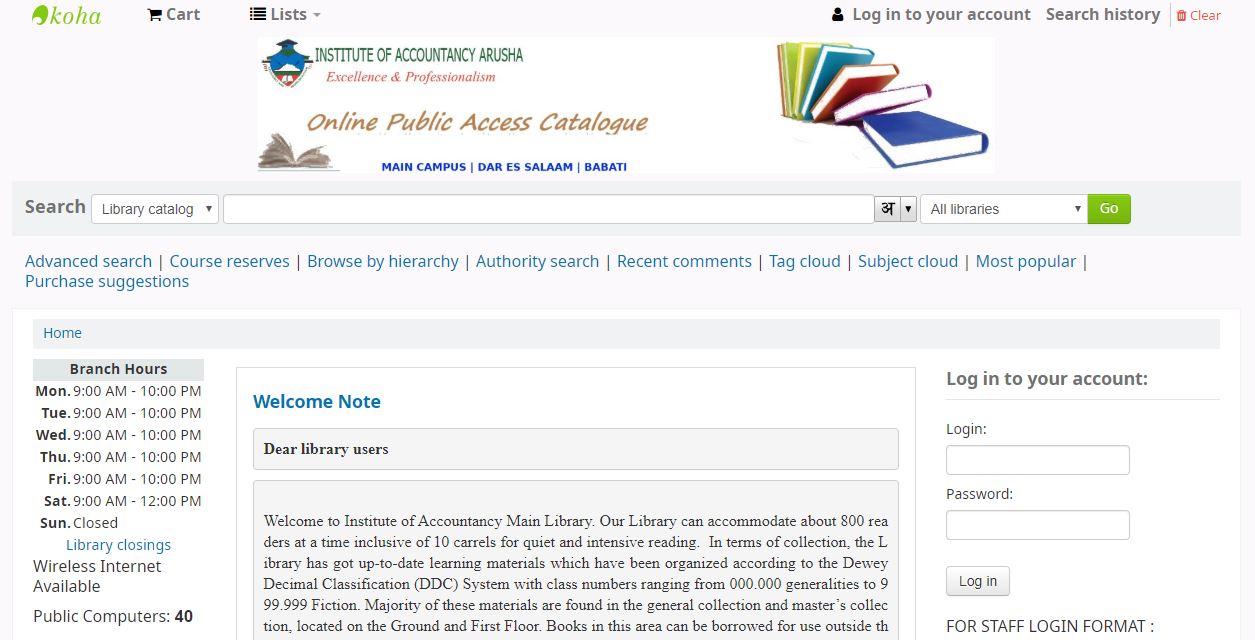 koha
Cart
Lists
Log in to your account
Search history
Clear
INSTITUTE OF ACCOUNTANCY ARUSHA
Excellence & Professionalism
Online Public Access Catalogue
MAIN CAMPUS | DAR ES SALAAM | BABATI
Search
Library catalog
अ
All libraries
Go
Advanced search | Course reserves | Browse by hierarchy | Authority search | Recent comments | Tag cloud | Subject cloud | Most popular |
Purchase suggestions
Home
Branch Hours
Mon. 9:00 AM - 10:00 PM
Tue. 9:00 AM - 10:00 PM
Wed. 9:00 AM - 10:00 PM
Thu. 9:00 AM - 10:00 PM
Fri. 9:00 AM - 10:00 PM
Sat. 9:00 AM - 12:00 PM
Sun. Closed
Library closings
Wireless Internet
Available
Public Computers: 40
Welcome Note
Dear library users
Welcome to Institute of Accountancy Main Library. Our Library can accommodate about 800 rea
ders at a time inclusive of 10 carrels for quiet and intensive reading. In terms of collection, the L
ibrary has got up-to-date learning materials which have been organized according to the Dewey
Decimal Classification (DDC) System with class numbers ranging from 000.000 generalities to 9
99.999 Fiction. Majority of these materials are found in the general collection and master’s collec
tion, located on the Ground and First Floor. Books in this area can be borrowed for use outside th
Log in to your account:
Login:
Password:
Log in
FOR STAFF LOGIN FORMAT :